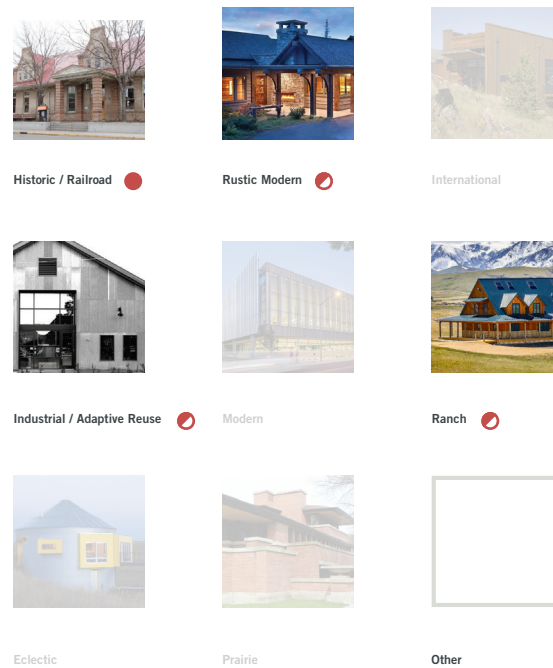 Historic / Railroad
Rustic Modern
International
Industrial / Adaptive Reuse
Modern
Ranch
Eclectic
Prairie
Other